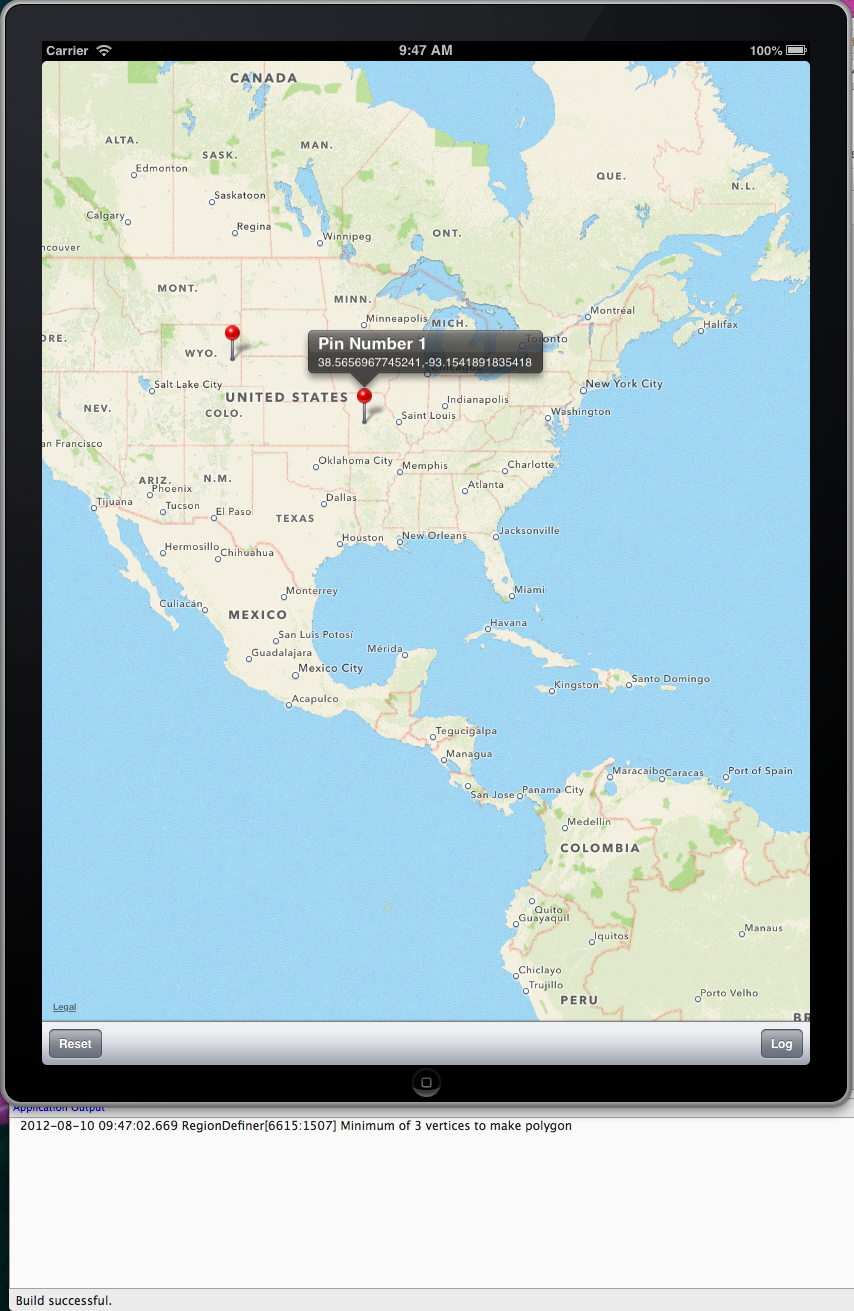 Carrier 9:47 AM 100%
CANADA
ALTA.
MAN.
SASK.
Edmonton
QUE.
N.L.
Saskatoon
Calgary
Regina
ONT.
Winnipeg
ncouver
MONT.
MINN.
Montréal
Minneapolis
MICH.
Halifax
ORE.
Toronto
Pin Number 1
38.5656967745241,-93.1541891835418
WYO.
Salt Lake City
New York City
UNITED STATES
Indianapolis
NEV.
COLO.
Saint Louis
Washington
an Francisco
Oklahoma City
Memphis
Charlotte
ARIZ.
N.M.
Phoenix
Atlanta
Tijuana
Tucson
Dallas
El Paso
TEXAS
Houston
New Orleans
Jacksonville
Hermosillo
Chihuahua
Monterrey
Miami
Culiacán
MEXICO
Havana
San Luis Potosí
Guadalajara
Mérida
Mexico City
Kingston
Santo Domingo
Acapulco
Tegucigalpa
Managua
Maracaibo
Caracas
Port of Spain
San Jose
Panama City
Medellin
COLOMBIA
Quito
Guayaquil
Iquitos
Manaus
Chiclayo
Trujillo
PERU
Porto Velho
Legal
BR
Reset
Log
Application Output
2012-08-10 09:47:02.669 RegionDefiner[6615:1507] Minimum of 3 vertices to make polygon
Build successful.